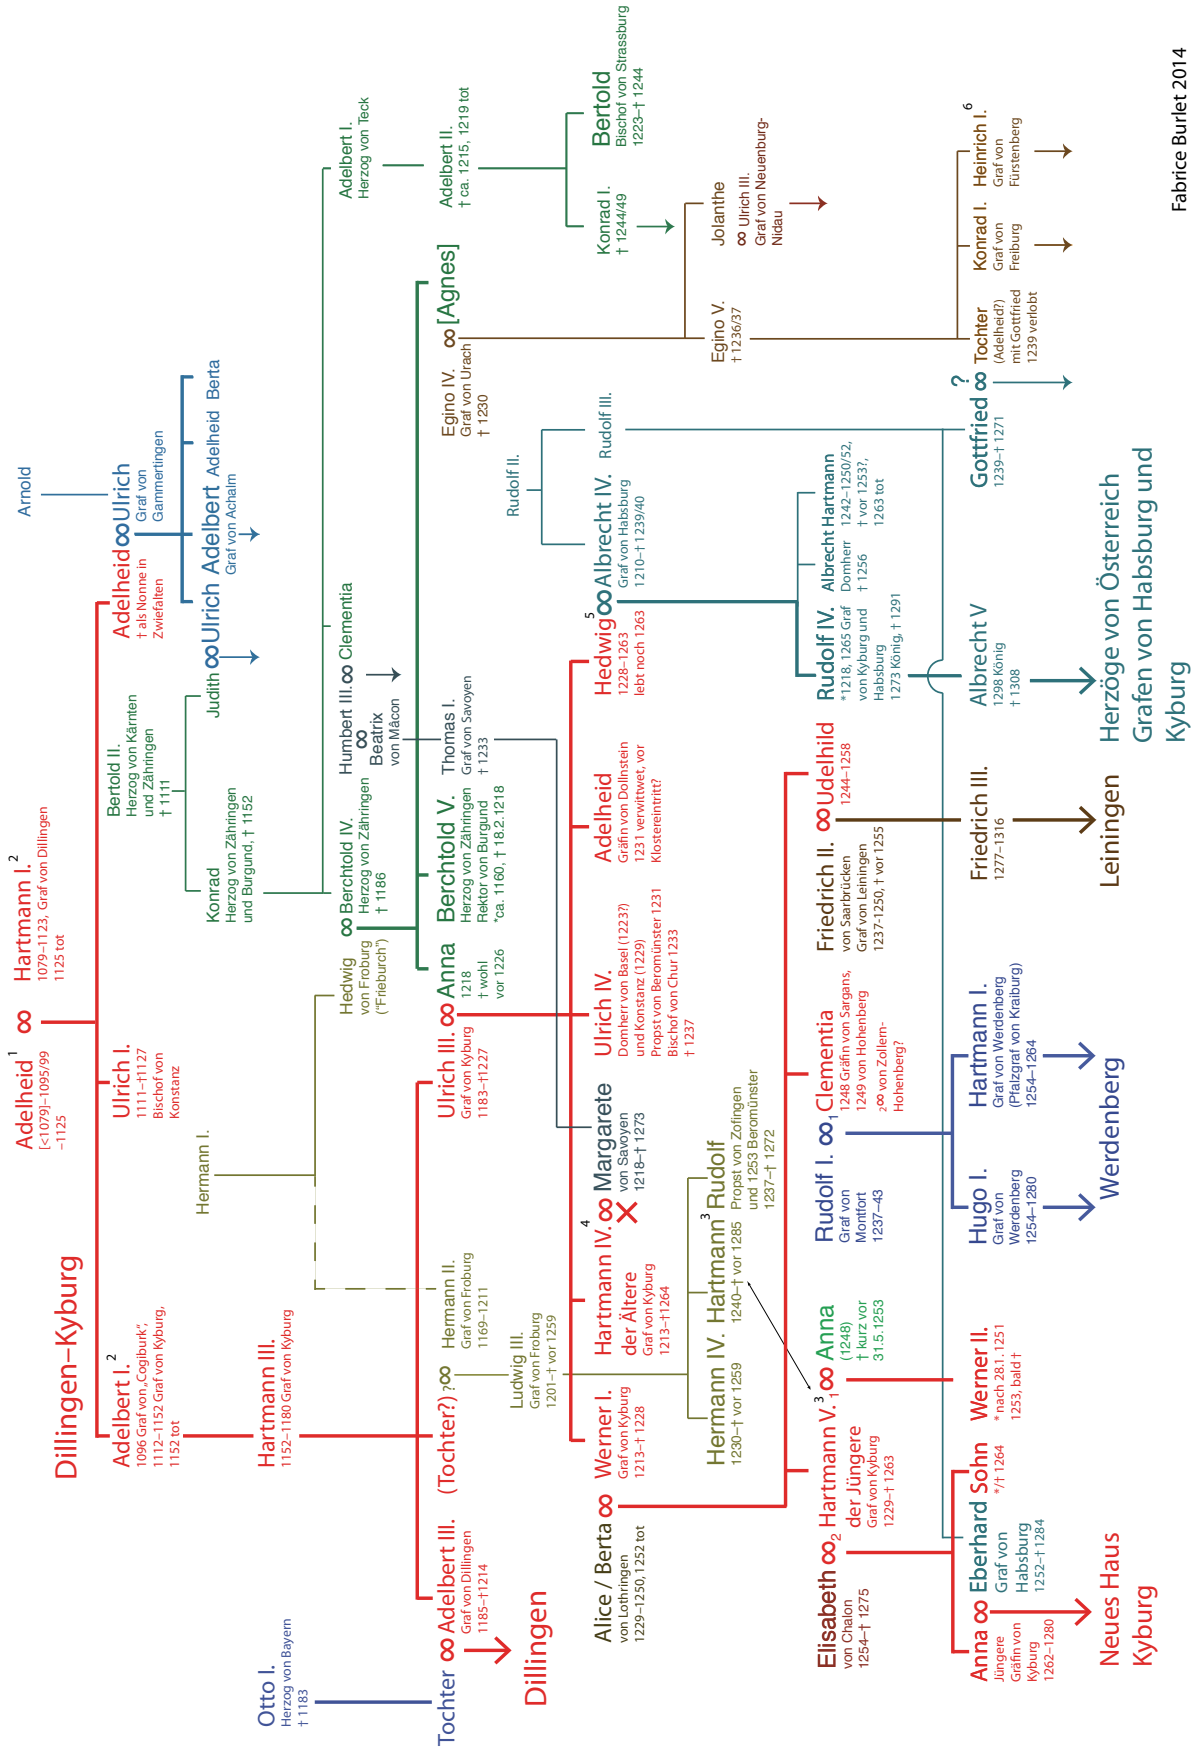 Dillingen–Kyburg
Adelheid 1
[<1079]–1095/99
–1125
∞
Hartmann I. 2
1079–1123, Graf von Dillingen
1125 tot
Adelbert I. 2
1096 Graf von „Cogiburk“,
1112–1152 Graf von Kyburg,
1152 tot
Ulrich I.
1111–†1127
Bischof von
Konstanz
Bertold II.
Herzog von Kärnten
und Zähringen
† 1111
Adelheid
† als Nonne in
Zwiefalten
∞
Ulrich
Graf von
Gammertingen
Arnold
Hermann I.
Konrad
Herzog von Zähringen
und Burgund, † 1152
Judith
∞
Ulrich
Adelbert
Graf von Achalm
Adelheid
Berta
Otto I.
Herzog von Bayern
† 1183
Hartmann III.
1152–1180 Graf von Kyburg
Hedwig
von Froburg
("Frieburch")
∞
Berchtold IV.
Herzog von Zähringen
† 1186
Humbert III.
∞
Clementia
∞
Beatrix
von Mâcon
Adelbert I.
Herzog von Teck
Tochter
∞
Adelbert III.
Graf von Dillingen
1185–†1214
(Tochter?)
?∞
Hermann II.
Graf von Froburg
1169–1211
Ulrich III.
Graf von Kyburg
1183–†1227
∞
Anna
1218
† wohl
vor 1226
Berchtold V.
Herzog von Zähringen
Rektor von Burgund
*ca. 1160, † 18.2.1218
Thomas I.
Graf von Savoyen
† 1233
Egino IV.
Graf von Urach
† 1230
∞
[Agnes]
Adelbert II.
† ca. 1215, 1219 tot
Dillingen
Ludwig III.
Graf von Froburg
1201–† vor 1259
Rudolf II.
Alice / Berta
von Lothringen
1229–1250, 1252 tot
∞
Werner I.
Graf von Kyburg
1213–† 1228
Hartmann IV. 4
der Ältere
Graf von Kyburg
1213–†1264
∞
Margarete
von Savoyen
1218–† 1273
Ulrich IV.
Domherr von Basel (1223?)
und Konstanz (1229)
Propst von Beromünster 1231
Bischof von Chur 1233
† 1237
Adelheid
Gräfin von Dollnstein
1231 verwittwet, vor
Klostereintritt?
Hedwig 5
1228–1263
lebt noch 1263
∞
Albrecht IV.
Graf von Habsburg
1210–† 1239/40
Rudolf III.
Konrad I.
† 1244/49
Bertold
Bischof von Strassburg
1223–† 1244
Hermann IV.
1230–† vor 1259
Hartmann 3
1240–† vor 1285
Rudolf
Propst von Zofingen
und 1253 Beromünster
1237–† 1272
Egino V.
† 1236/37
Jolanthe
∞ Ulrich III.
Graf von Neuenburg-
Nidau
Elisabeth
von Chalon
1254–† 1275
∞2
Hartmann V. 3
der Jüngere
Graf von Kyburg
1229–† 1263
1∞
Anna
(1248)
† kurz vor
31.5.1253
Rudolf I.
Graf von
Montfort
1237–43
∞1
Clementia
1248 Gräfin von Sargans,
1249 von Hohenberg
2∞ von Zollern-
Hohenberg?
Friedrich II.
von Saarbrücken
Graf von Leiningen
1237-1250, † vor 1255
∞
Udelhild
1244–1258
Rudolf IV.
*1218, 1265 Graf
von Kyburg und
Habsburg
1273 König, † 1291
Albrecht
Domherr
† 1256
Hartmann
1242–1250/52,
† vor 1253?,
1263 tot
Anna
Jüngere
Gräfin von
Kyburg
1262–1280
∞
Eberhard
Graf von
Habsburg
1252–† 1284
Sohn
*/† 1264
Werner II.
* nach 28.1. 1251
1253, bald †
Hugo I.
Graf von
Werdenberg
1254–1280
Hartmann I.
Graf von Werdenberg
(Pfalzgraf von Kraiburg)
1254–1264
Friedrich III.
1277–1316
Albrecht V
1298 König
† 1308
Gottfried
1239–† 1271
?
∞
Tochter
(Adelheid?)
mit Gottfried
1239 verlobt
Konrad I.
Graf von
Freiburg
Heinrich I. 6
Graf von
Fürstenberg
Neues Haus
Kyburg
Werdenberg
Leiningen
Herzöge von Österreich
Grafen von Habsburg und
Kyburg
Fabrice Burlet 2014